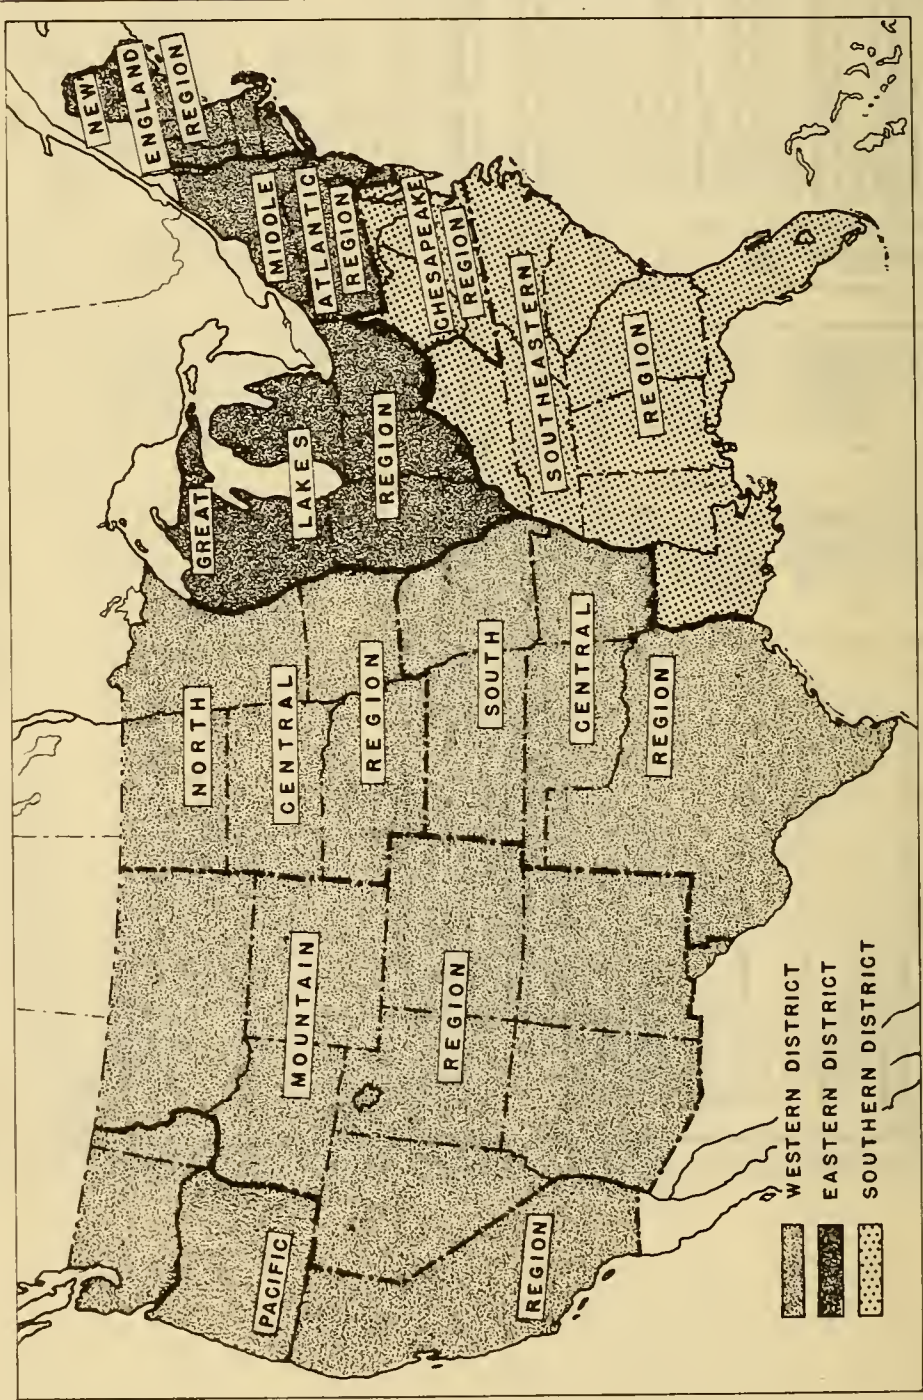 NEW
ENGLAND
REGION
MIDDLE
ATLANTIC
REGION
CHESAPEAKE
REGION
SOUTHEASTERN
REGION
GREAT
LAKES
REGION
NORTH
CENTRAL
REGION
SOUTH
CENTRAL
REGION
MOUNTAIN
REGION
PACIFIC
REGION
WESTERN DISTRICT
EASTERN DISTRICT
SOUTHERN DISTRICT